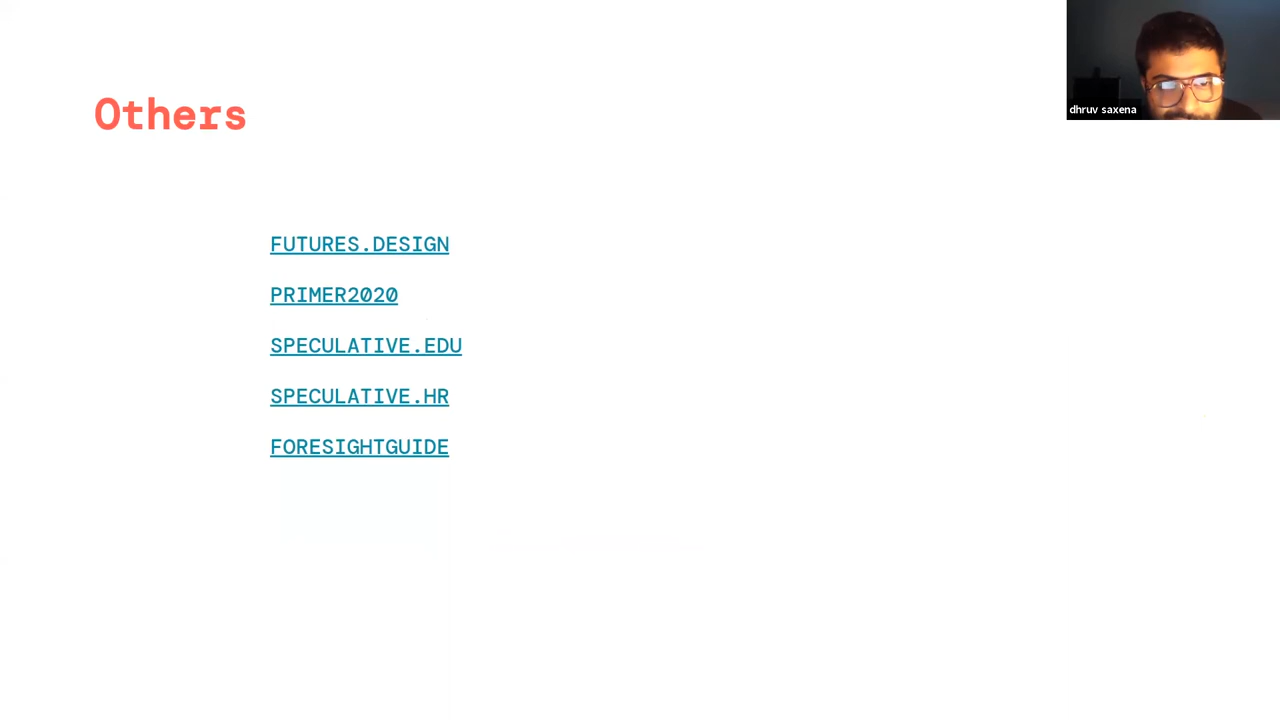 Others
dhruv saxena
FUTURES.DESIGN
PRIMER2020
SPECULATIVE.EDU
SPECULATIVE.HR
FORESIGHTGUIDE